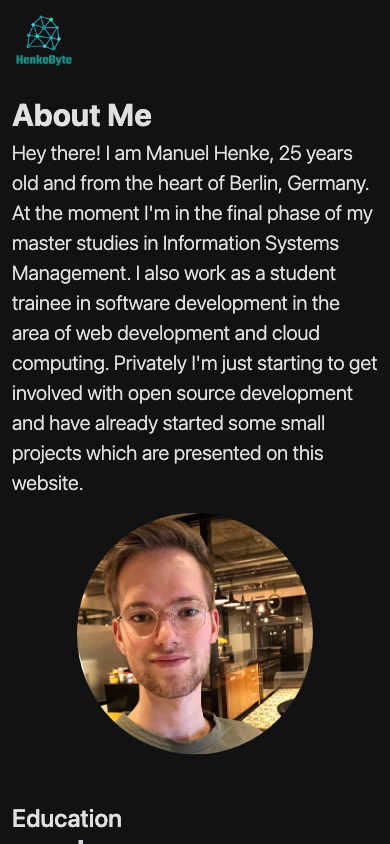 HenkeByte
About Me
Hey there! I am Manuel Henke, 25 years
old and from the heart of Berlin, Germany.
At the moment I'm in the final phase of my
master studies in Information Systems
Management. I also work as a student
trainee in software development in the
area of web development and cloud
computing. Privately I'm just starting to get
involved with open source development
and have already started some small
projects which are presented on this
website.
Education